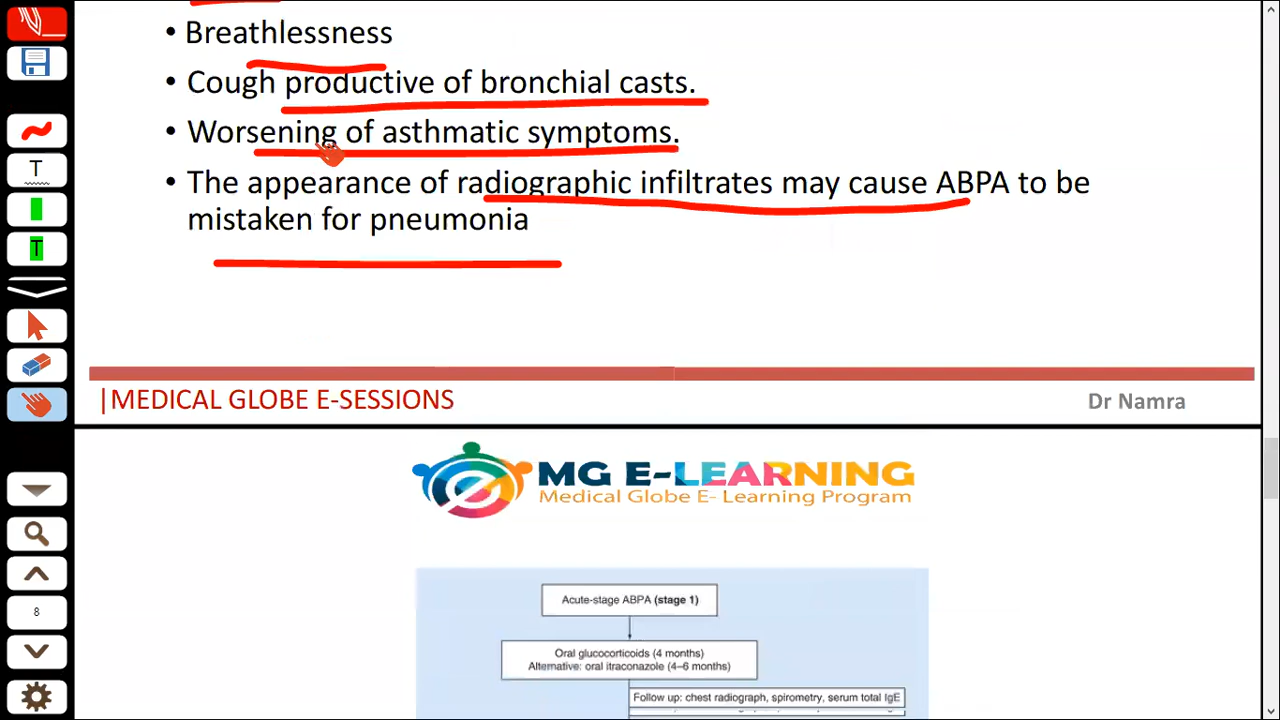 • Breathlessness
• Cough productive of bronchial casts.
• Worsening of asthmatic symptoms.
• The appearance of radiographic infiltrates may cause ABPA to be
mistaken for pneumonia
|MEDICAL GLOBE E-SESSIONS
Dr Namra
MG E-LEARNING
Medical Globe E- Learning Program
Acute-stage ABPA (stage 1)
Oral glucocorticoids (4 months)
Alternative: oral itraconazole (4–6 months)
Follow up: chest radiograph, spirometry, serum total IgE
T
T
8